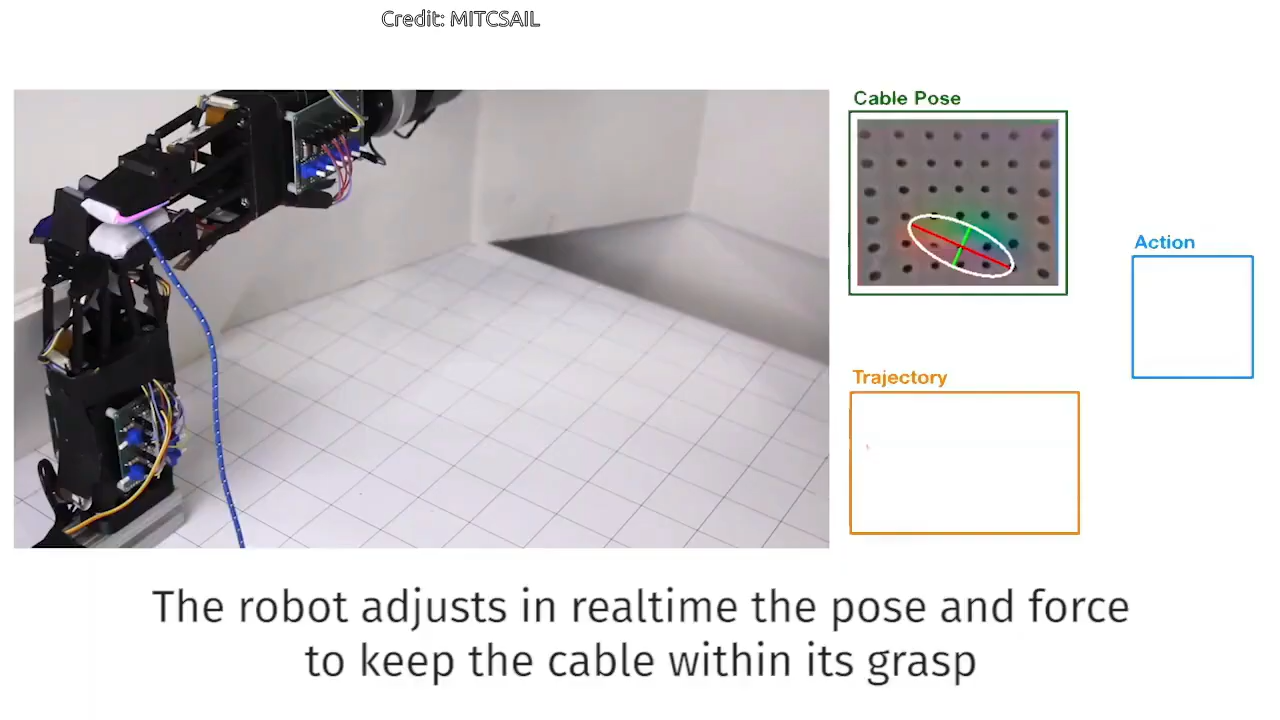 Credit: MITCSAIL
Cable Pose
Action
Trajectory
The robot adjusts in realtime the pose and force
to keep the cable within its grasp